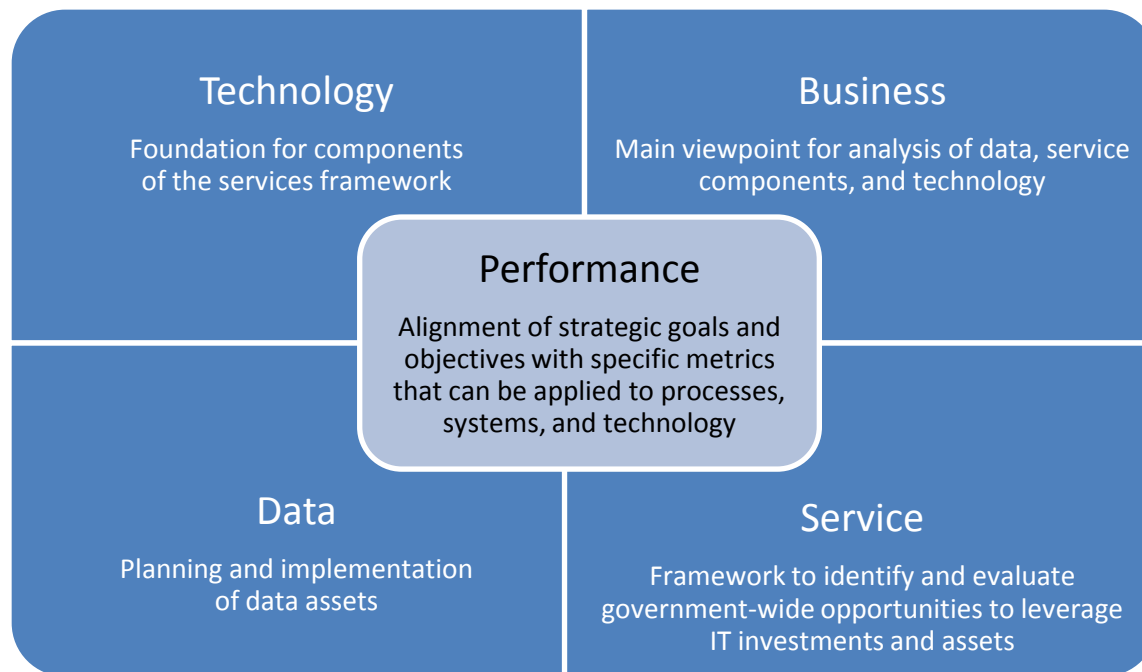 Technology
Foundation for components
of the services framework
Business
Main viewpoint for analysis of data, service
components, and technology
Performance
Alignment of strategic goals and
objectives with specific metrics
that can be applied to processes,
systems, and technology
Data
Planning and implementation
of data assets
Service
Framework to identify and evaluate
government-wide opportunities to leverage
IT investments and assets